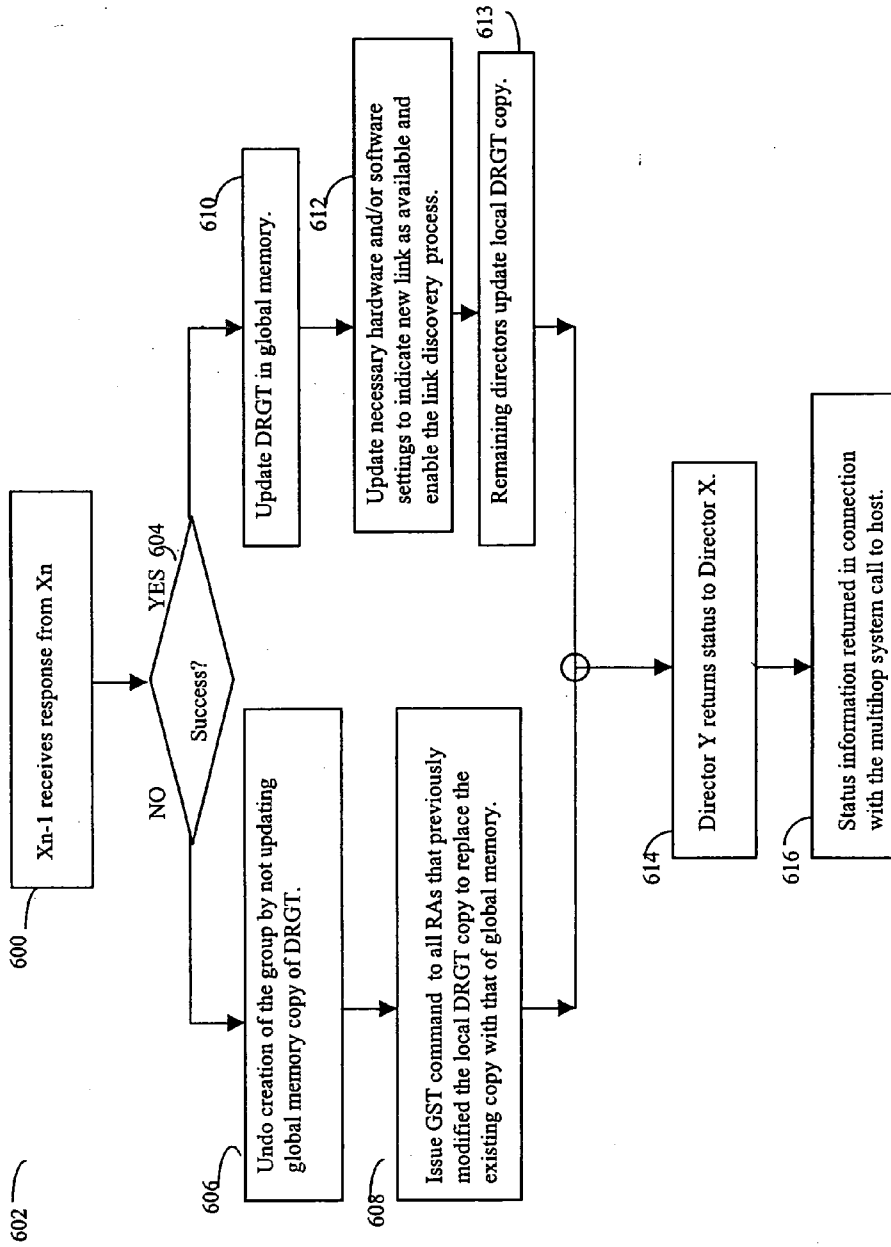 602
600
Xn-1 receives response from Xn
NO
YES 604
Success?
606
Undo creation of the group by not updating
global memory copy of DRGT.
608
Issue GST command to all RAs that previously
modified the local DRGT copy to replace the
existing copy with that of global memory.
610
Update DRGT in global memory.
612
Update necessary hardware and/or software
settings to indicate new link as available and
enable the link discovery process.
613
Remaining directors update local DRGT copy.
614
Director Y returns status to Director X.
616
Status information returned in connection
with the multihop system call to host.